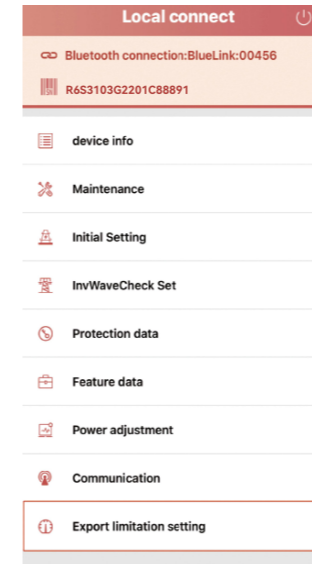 Local connect
Bluetooth connection:BlueLink:00456
R6S3103G2201C88891
device info
Maintenance
Initial Setting
InvWaveCheck Set
Protection data
Feature data
Power adjustment
Communication
Export limitation setting